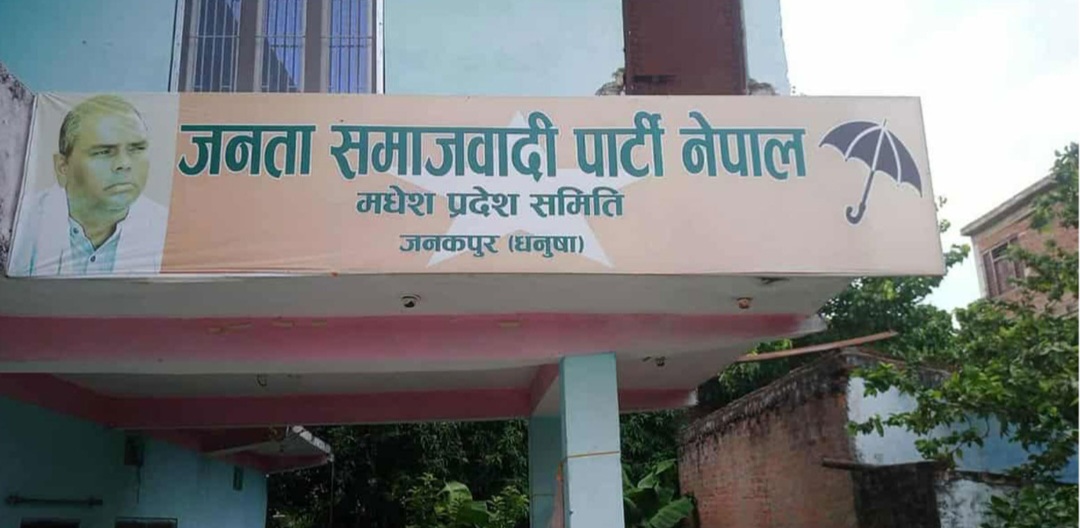 जनता समाजवादी पार्टी नेपाल
मधेश प्रदेश समिति
जनकपुर (धनुषा)